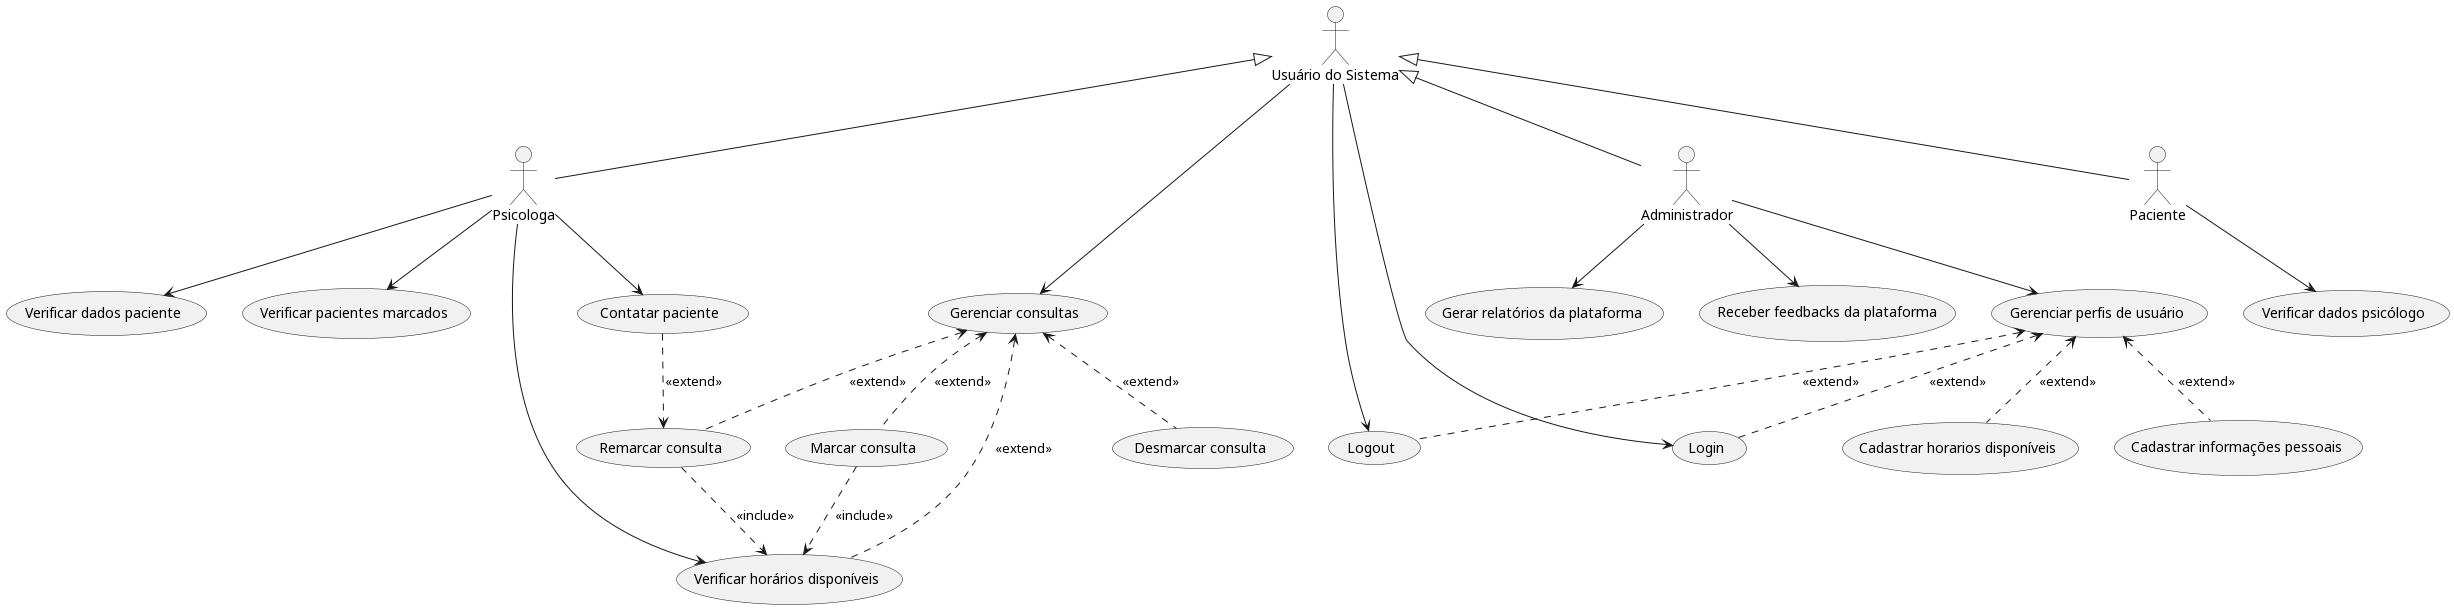 Usuário do Sistema
Psicologa
Administrador
Paciente
Verificar dados paciente
Verificar pacientes marcados
Contatar paciente
Gerenciar consultas
Gerar relatórios da plataforma
Receber feedbacks da plataforma
Gerenciar perfis de usuário
Verificar dados psicólogo
«extend»
«extend»
«extend»
«extend»
«extend»
«extend»
«extend»
«extend»
Remarcar consulta
Marcar consulta
«extend»
Desmarcar consulta
Logout
Login
Cadastrar horarios disponíveis
Cadastrar informações pessoais
«include»
«include»
Verificar horários disponíveis